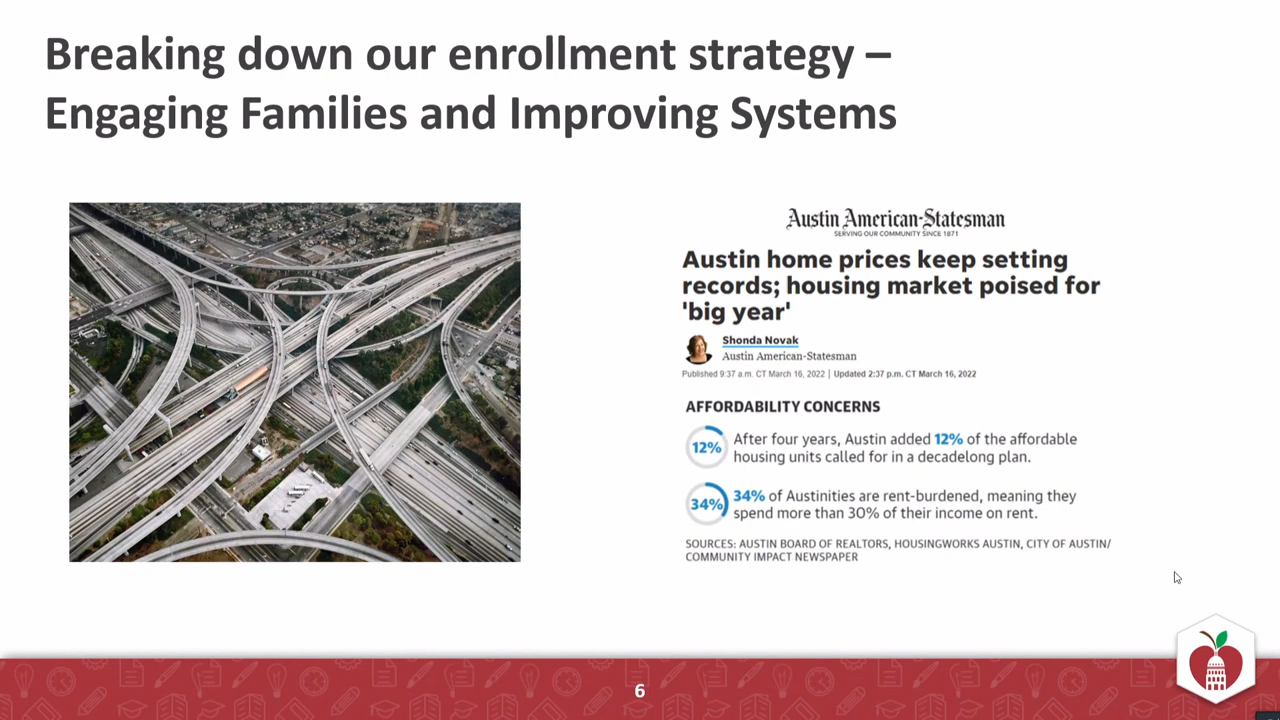 Breaking down our enrollment strategy –
Engaging Families and Improving Systems
Austin American-Statesman
SERVING OUR COMMUNITY SINCE 1871
Austin home prices keep setting
records; housing market poised for
'big year'
Shonda Novak
Austin American-Statesman
Published 9:37 a.m. CT March 16, 2022 | Updated 2:37 p.m. CT March 16, 2022
AFFORDABILITY CONCERNS
12%
After four years, Austin added 12% of the affordable
housing units called for in a decadelong plan.
34%
34% of Austinities are rent-burdened, meaning they
spend more than 30% of their income on rent.
SOURCES: AUSTIN BOARD OF REALTORS, HOUSINGWORKS AUSTIN, CITY OF AUSTIN/
COMMUNITY IMPACT NEWSPAPER
6